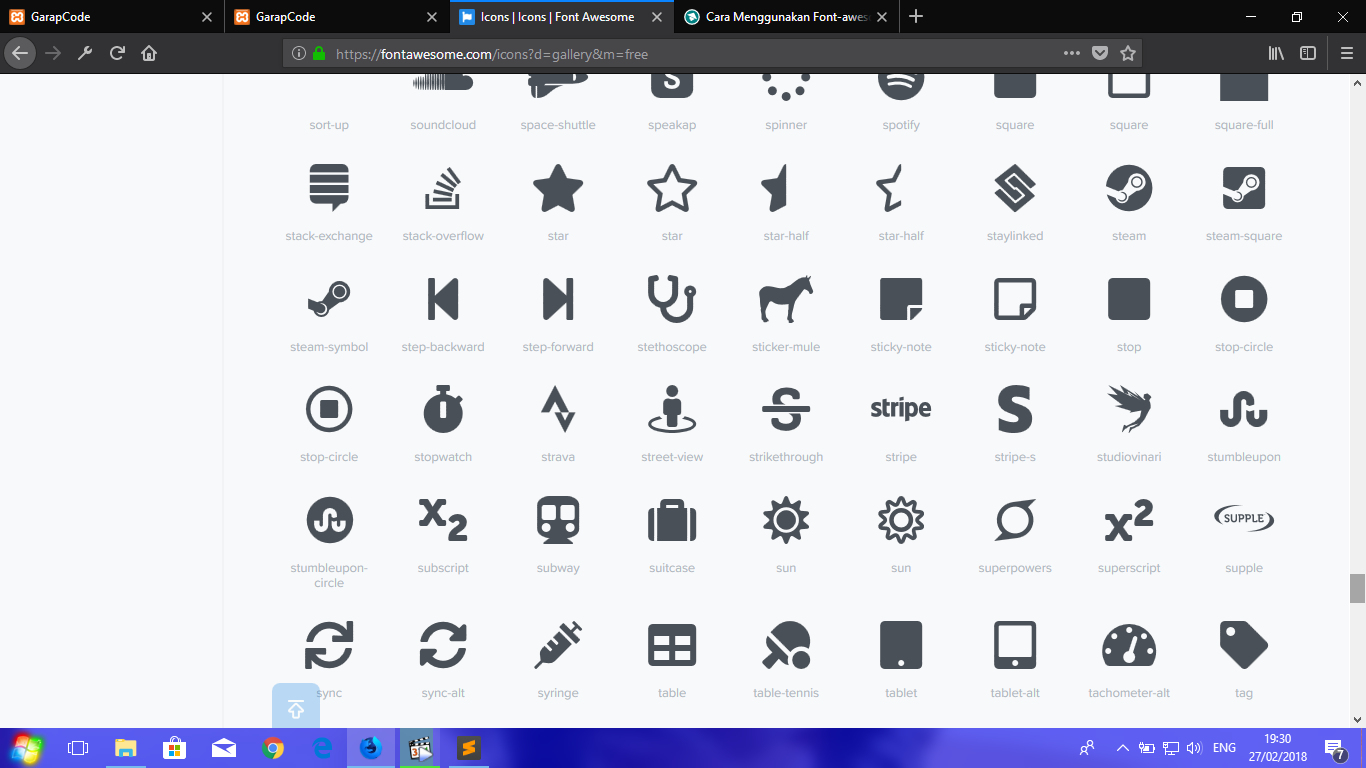 GarapCode
GarapCode
Icons | Icons | Font Awesome
Cara Menggunakan Font-awes
https://fontawesome.com/icons?d=gallery&m=free
S
sort-up soundcloud space-shuttle speakap spinner spotify square square square-full
stack-exchange stack-overflow star star star-half star-half staylinked steam steam-square
steam-symbol step-backward step-forward stethoscope sticker-mule sticky-note sticky-note stop stop-circle
S stripe S
stop-circle stopwatch strava street-view strikethrough stripe stripe-s studiovinari stumbleupon
x2 x2 SUPPLE
stumbleupon- subscript subway suitcase sun sun superpowers superscript supple
circle
sync sync-alt syringe table table-tennis tablet tablet-alt tachometer-alt tag
ENG
19:30
27/02/2018
7